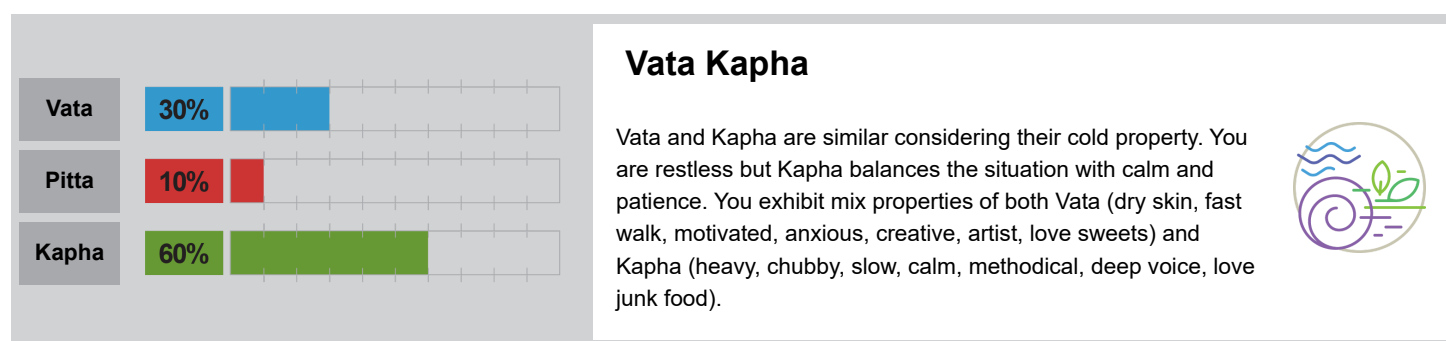 Vata 30%
Pitta 10%
Kapha 60%
Vata Kapha
Vata and Kapha are similar considering their cold property. You
are restless but Kapha balances the situation with calm and
patience. You exhibit mix properties of both Vata (dry skin, fast
walk, motivated, anxious, creative, artist, love sweets) and
Kapha (heavy, chubby, slow, calm, methodical, deep voice, love
junk food).